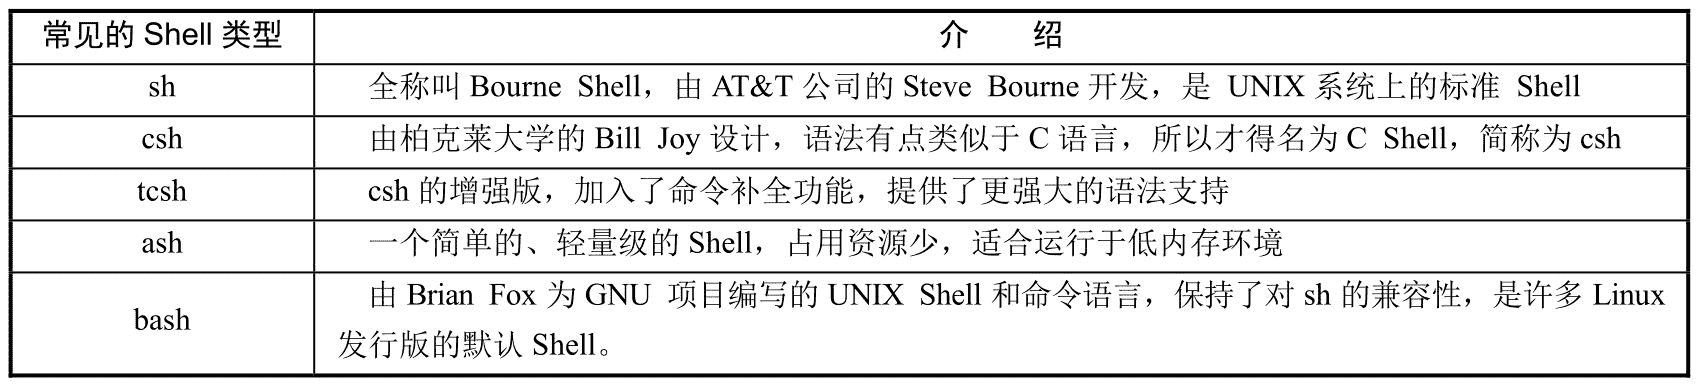 常见的 Shell 类型
介 绍
sh
全称叫 Bourne Shell，由 AT&T 公司的 Steve Bourne 开发，是 UNIX 系统上的标准 Shell
csh
由柏克莱大学的 Bill Joy 设计，语法有点类似于 C 语言，所以才得名为 C Shell，简称为 csh
tcsh
csh 的增强版，加入了命令补全功能，提供了更强大的语法支持
ash
一个简单的、轻量级的 Shell，占用资源少，适合运行于低内存环境
bash
由 Brian Fox 为 GNU 项目编写的 UNIX Shell 和命令语言，保持了对 sh 的兼容性，是许多 Linux
发行版的默认 Shell。